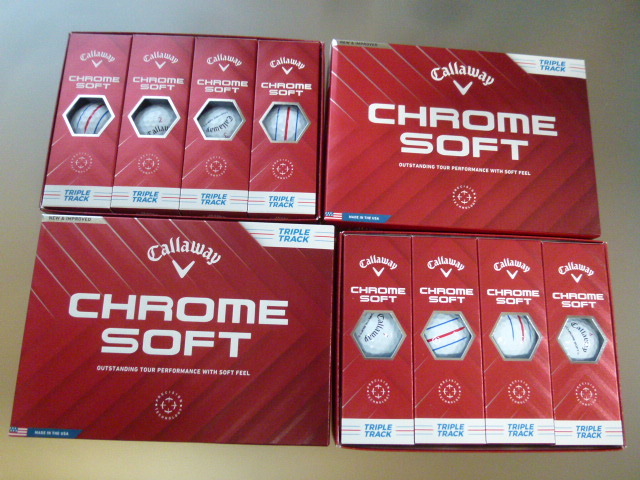 Callaway
CHROME
SOFT
TRIPLE
TRACK
Callaway
CHROME
SOFT
TRIPLE
TRACK
Callaway
CHROME
SOFT
TRIPLE
TRACK
Callaway
CHROME
SOFT
TRIPLE
TRACK
NEW & IMPROVED
TRIPLE
TRACK
Callaway
CHROME
SOFT
OUTSTANDING TOUR PERFORMANCE WITH SOFT FEEL
MADE IN THE USA
NEW & IMPROVED
TRIPLE
TRACK
Callaway
CHROME
SOFT
OUTSTANDING TOUR PERFORMANCE WITH SOFT FEEL
MADE IN THE USA
Callaway
CHROME
SOFT
Callaway
TRIPLE
TRACK
Callaway
CHROME
SOFT
TRIPLE
TRACK
Callaway
CHROME
SOFT
TRIPLE
TRACK
Callaway
CHROME
SOFT
TRIPLE
TRACK